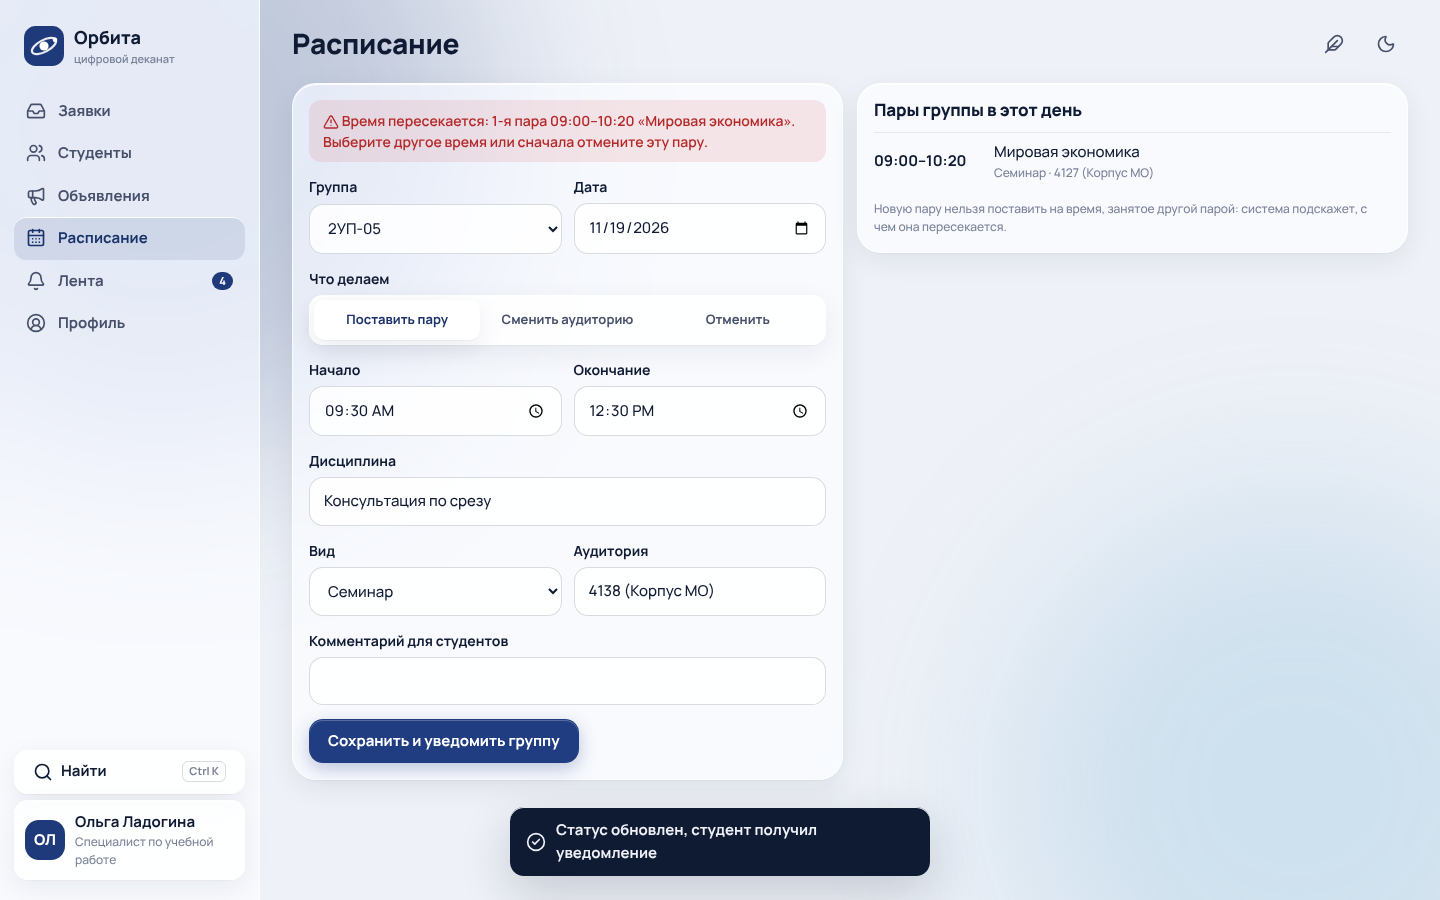 Орбита
цифровой деканат
Заявки
Студенты
Объявления
Расписание
Лента
4
Профиль
Найти
Ctrl K
ОЛ
Ольга Ладогина
Специалист по учебной
работе
Расписание
Время пересекается: 1-я пара 09:00–10:20 «Мировая экономика».
Выберите другое время или сначала отмените эту пару.
Группа
Дата
2УП-05
11/19/2026
Что делаем
Поставить пару
Сменить аудиторию
Отменить
Начало
Окончание
09:30 AM
12:30 PM
Дисциплина
Консультация по срезу
Вид
Аудитория
Семинар
4138 (Корпус МО)
Комментарий для студентов
Сохранить и уведомить группу
Пары группы в этот день
09:00–10:20
Мировая экономика
Семинар · 4127 (Корпус МО)
Новую пару нельзя поставить на время, занятое другой парой: система подскажет, с
чем она пересекается.
Статус обновлен, студент получил
уведомление